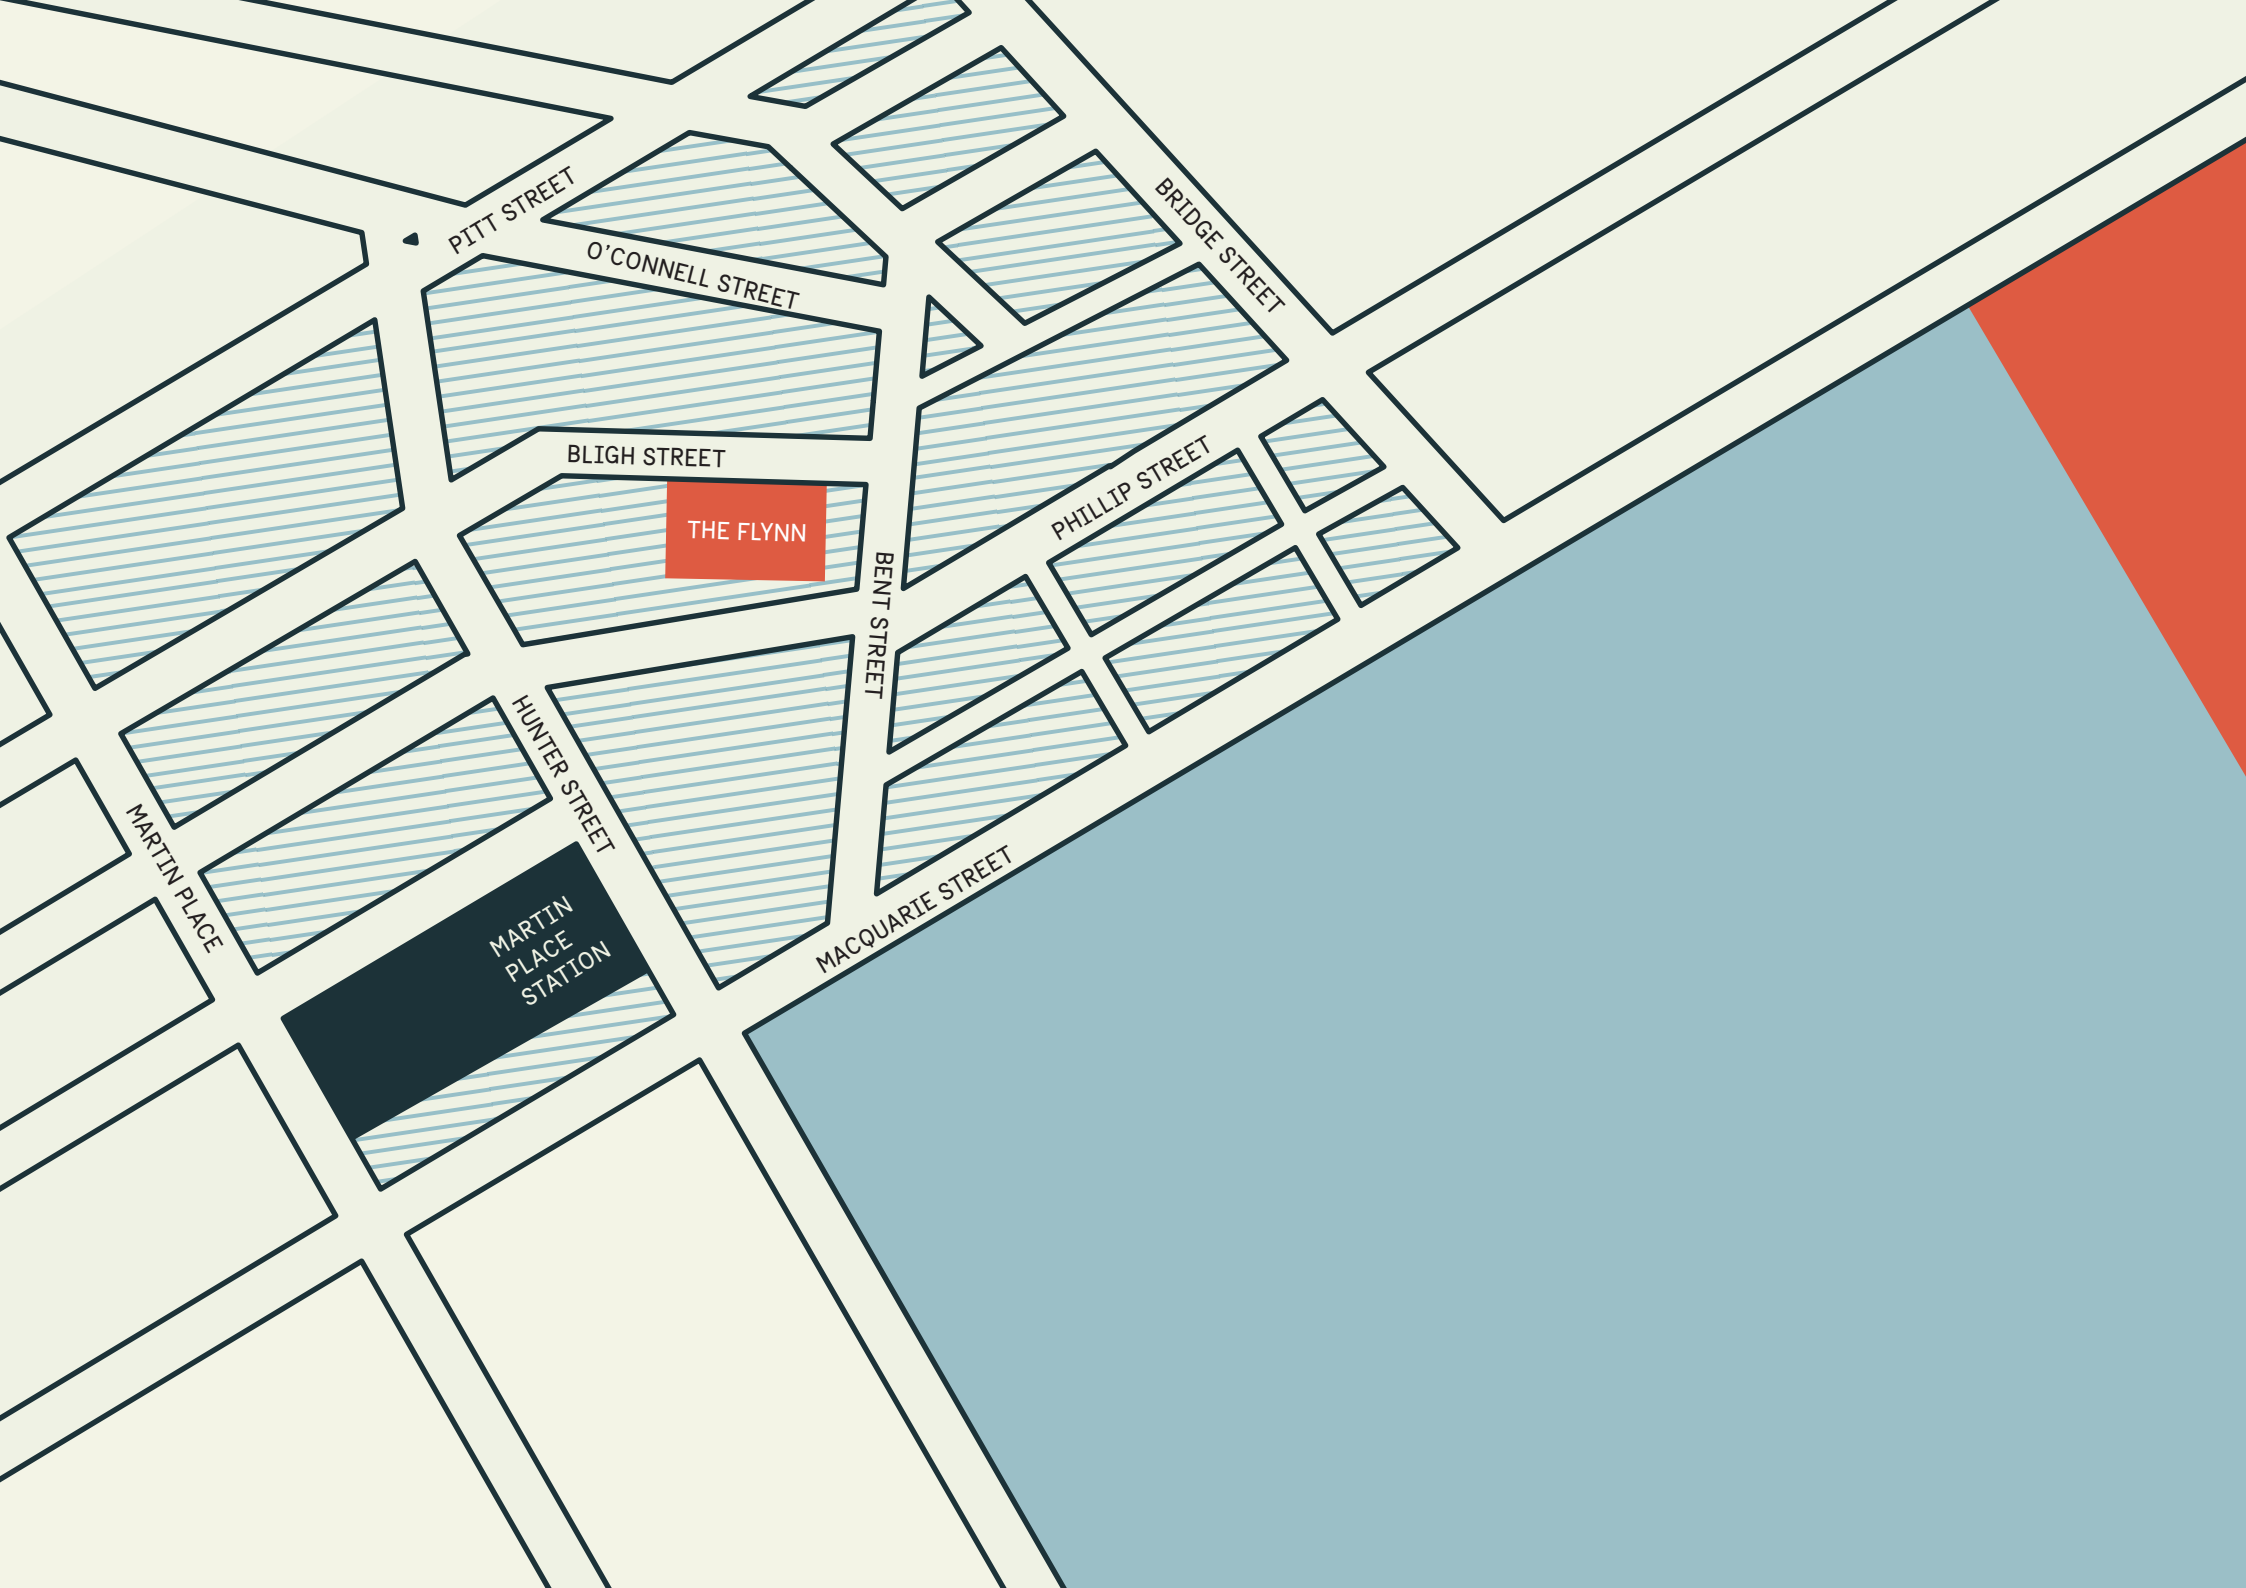 PITT STREET
BRIDGE STREET
O'CONNELL STREET
BLIGH STREET
PHILLIP STREET
THE FLYNN
BENT STREET
HUNTER STREET
MARTIN PLACE
MACQUARIE STREET
MARTIN
PLACE
STATION